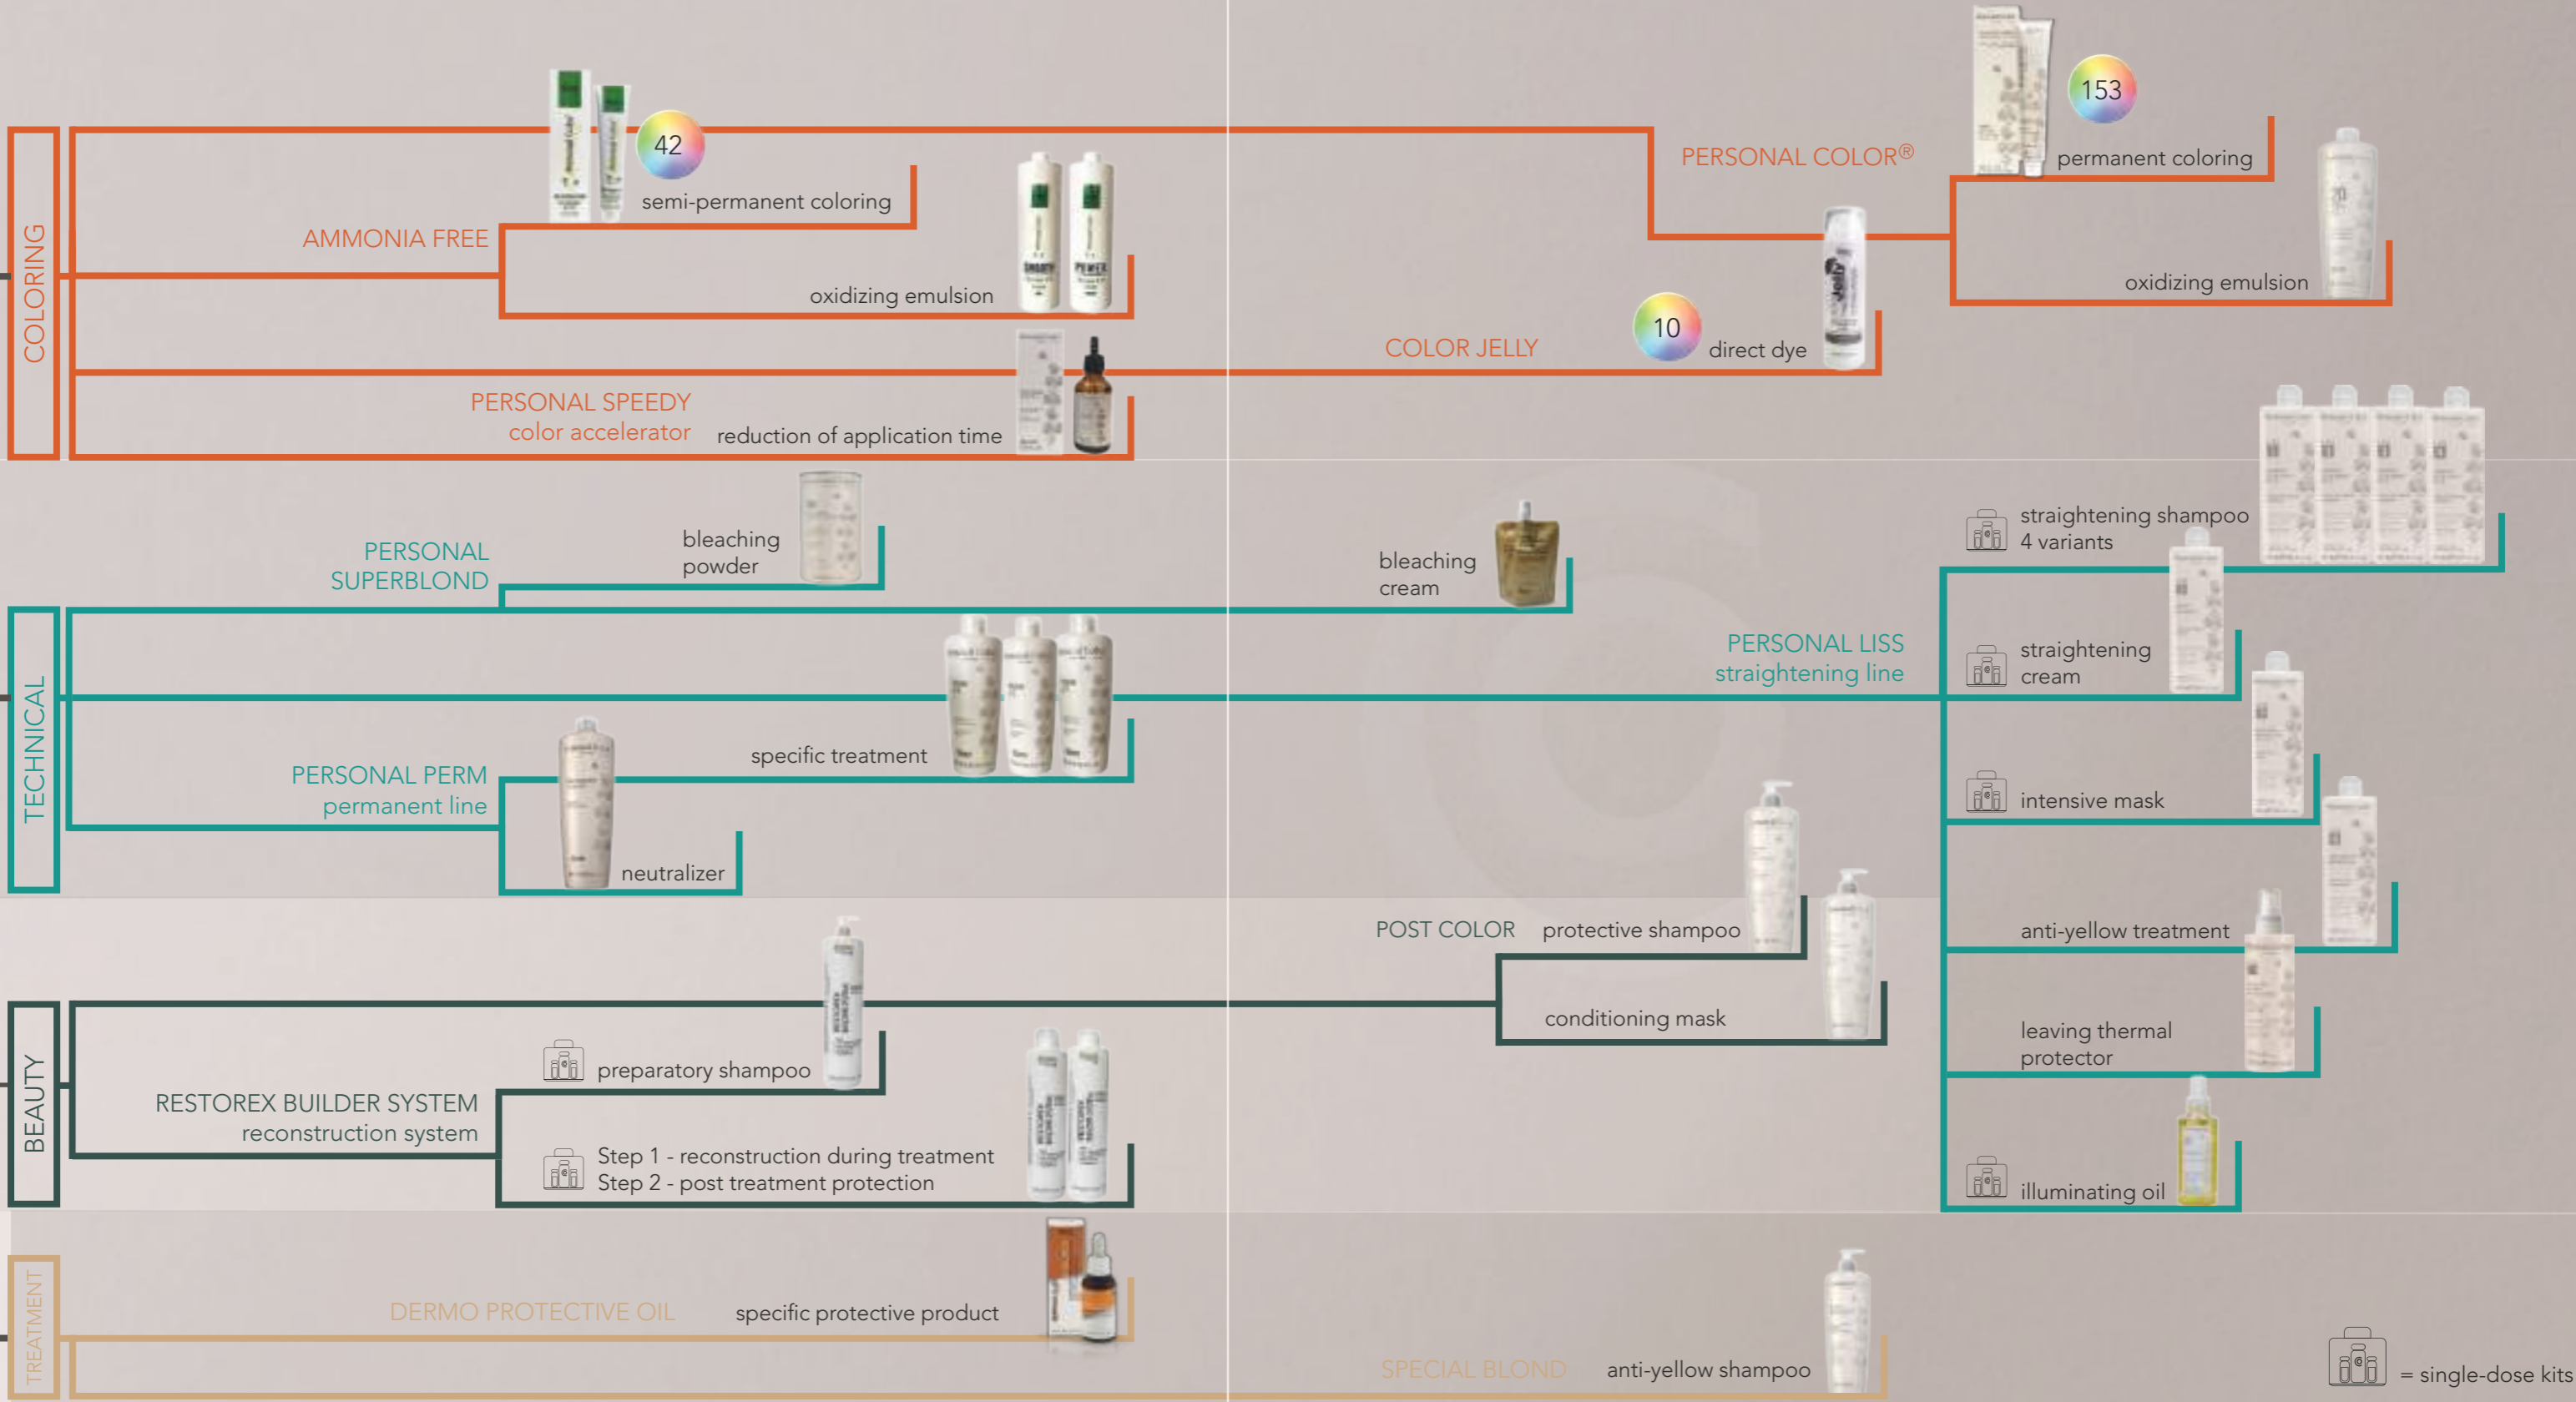 COLORING
42
semi-permanent coloring
AMMONIA FREE
oxidizing emulsion
PERSONAL COLOR®
153
permanent coloring
oxidizing emulsion
COLOR JELLY
10
direct dye
Jelly
PERSONAL SPEEDY
color accelerator
reduction of application time
TECHNICAL
PERSONAL
SUPERBLOND
bleaching
powder
bleaching
cream
PERSONAL LISS
straightening line
straightening shampoo
4 variants
straightening
cream
intensive mask
anti-yellow treatment
leaving thermal
protector
illuminating oil
PERSONAL PERM
permanent line
specific treatment
neutralizer
BEAUTY
POST COLOR
protective shampoo
conditioning mask
RESTOREX BUILDER SYSTEM
reconstruction system
preparatory shampoo
Step 1 - reconstruction during treatment
Step 2 - post treatment protection
TREATMENT
DERMO PROTECTIVE OIL
specific protective product
SPECIAL BLOND
anti-yellow shampoo
= single-dose kits